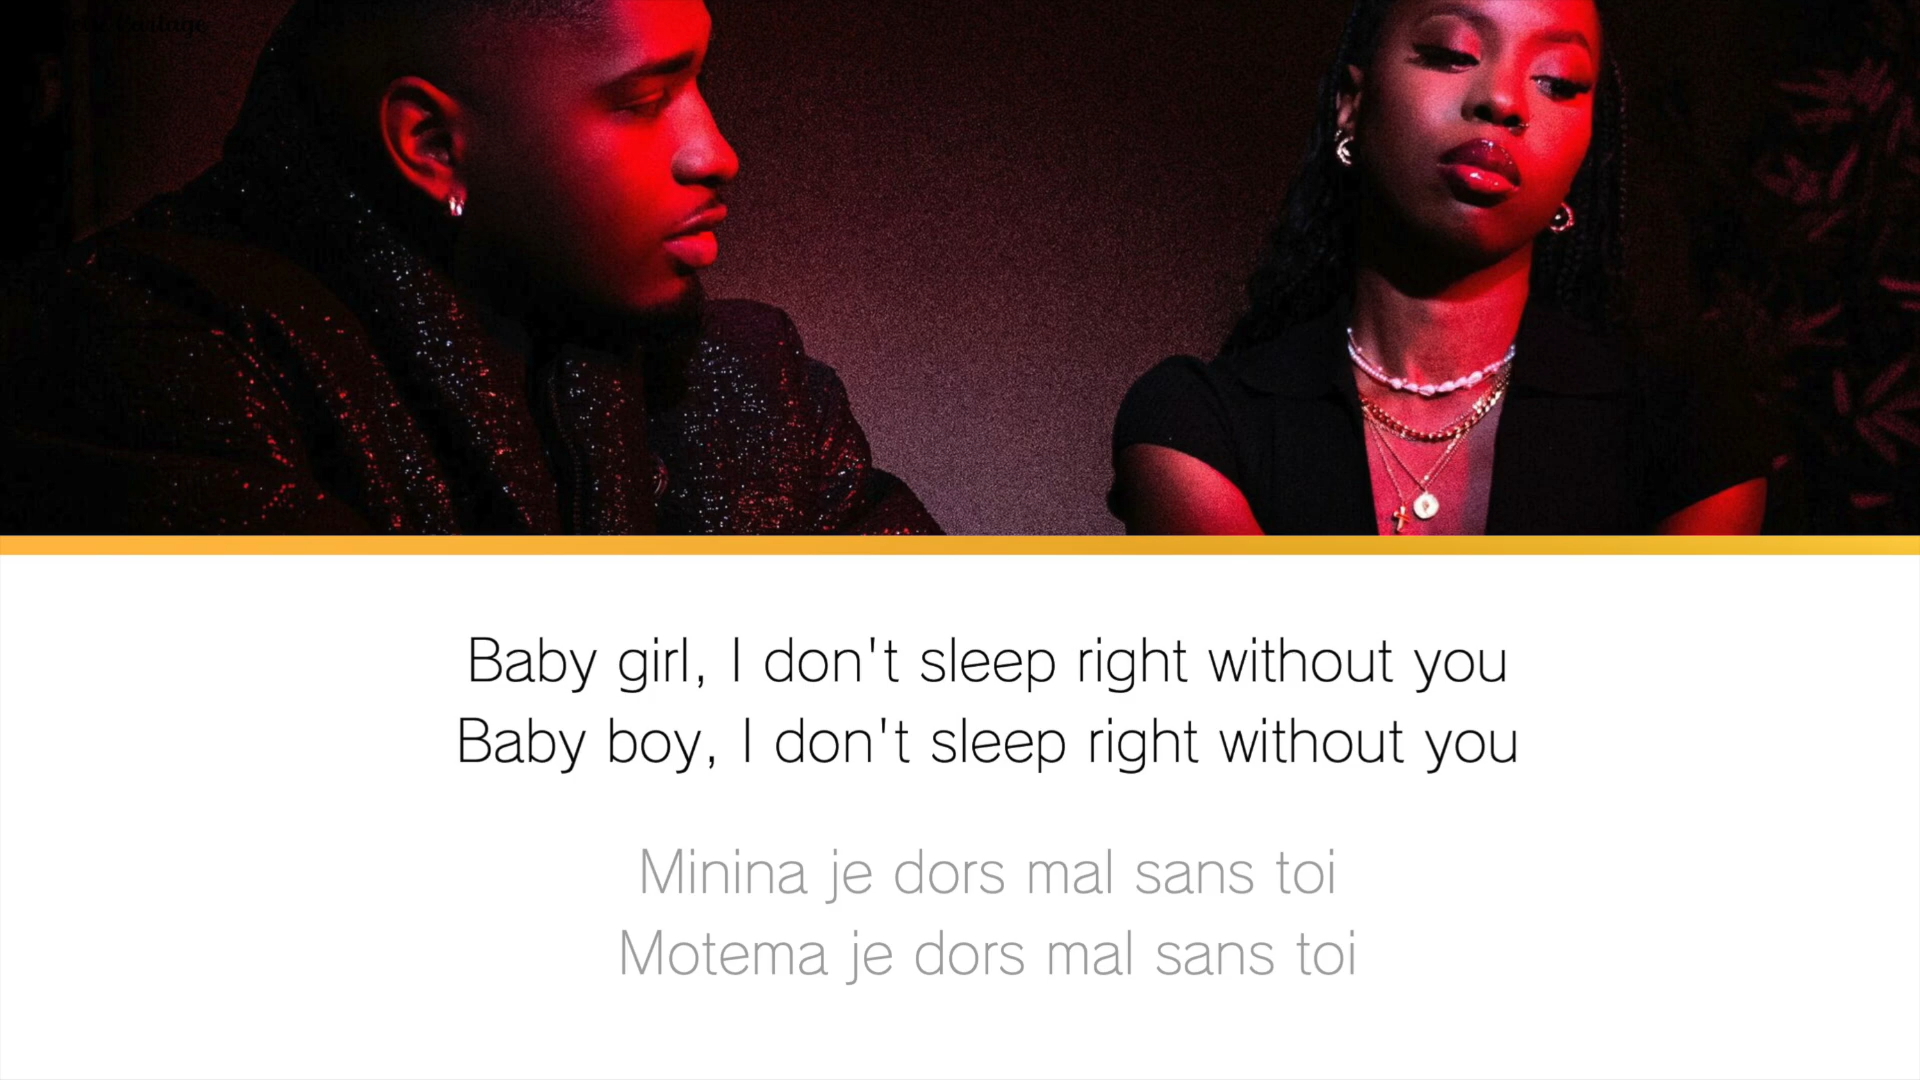 Baby girl, I don't sleep right without you
Baby boy, I don't sleep right without you
Minina je dors mal sans toi
Motema je dors mal sans toi